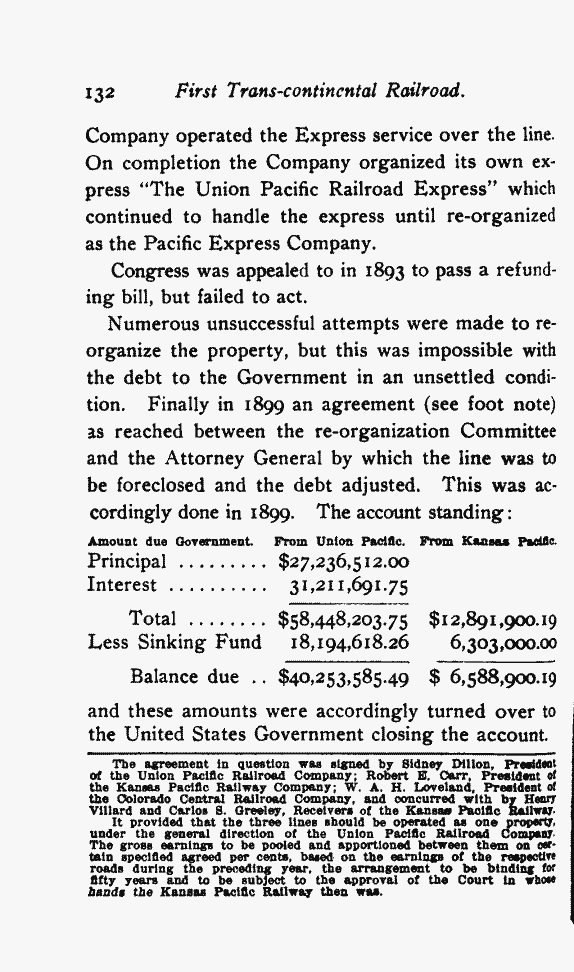 132 First Trans-continental Railroad.
Company operated the Express service over the line.
On completion the Company organized its own ex-
press “The Union Pacific Railroad Express” which
continued to handle the express until re-organized
as the Pacific Express Company.
Congress was appealed to in 1893 to pass a refund-
ing bill, but failed to act.
Numerous unsuccessful attempts were made to re-
organize the property, but this was impossible with
the debt to the Government in an unsettled condi-
tion. Finally in 1899 an agreement (see foot note)
as reached between the re-organization Committee
and the Attorney General by which the line was to
be foreclosed and the debt adjusted. This was ac-
cordingly done in 1899. The account standing:
Amount due Government. From Union Pacific. From Kansas Pacific.
Principal ......... $27,236,512.00
Interest .......... 31,211,691.75
Total ........ $58,448,203.75 $12,891,900.19
Less Sinking Fund 18,194,618.26 6,303,000.00
Balance due .. $40,253,585.49 $ 6,588,900.19
and these amounts were accordingly turned over to
the United States Government closing the account.
The agreement in question was signed by Sidney Dillon, President
of the Union Pacific Railroad Company; Robert E. Carr, President of
the Kansas Pacific Railway Company; W. A. H. Loveland, President of
the Colorado Central Railroad Company, and concurred with by Henry
Villard and Carlos S. Greeley, Receivers of the Kansas Pacific Railway.
It provided that the three lines should be operated as one property,
under the general direction of the Union Pacific Railroad Company.
The gross earnings to be pooled and apportioned between them on cer-
tain specified agreed per cents, based on the earnings of the respective
roads during the preceding year, the arrangement to be binding for
fifty years and to be subject to the approval of the Court in whose
hands the Kansas Pacific Railway then was.